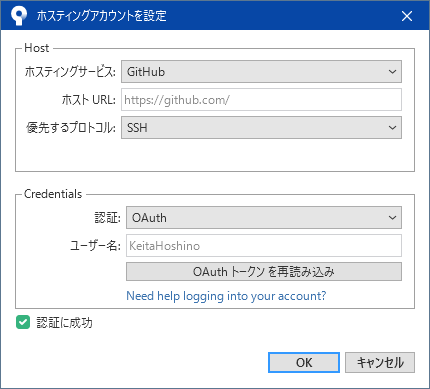 ホスティングアカウントを設定
Host
ホスティングサービス: GitHub
ホスト URL: https://github.com/
優先するプロトコル: SSH
Credentials
認証: OAuth
ユーザー名: KeitaHoshino
OAuth トークン を再読み込み
Need help logging into your account?
認証に成功
OK キャンセル